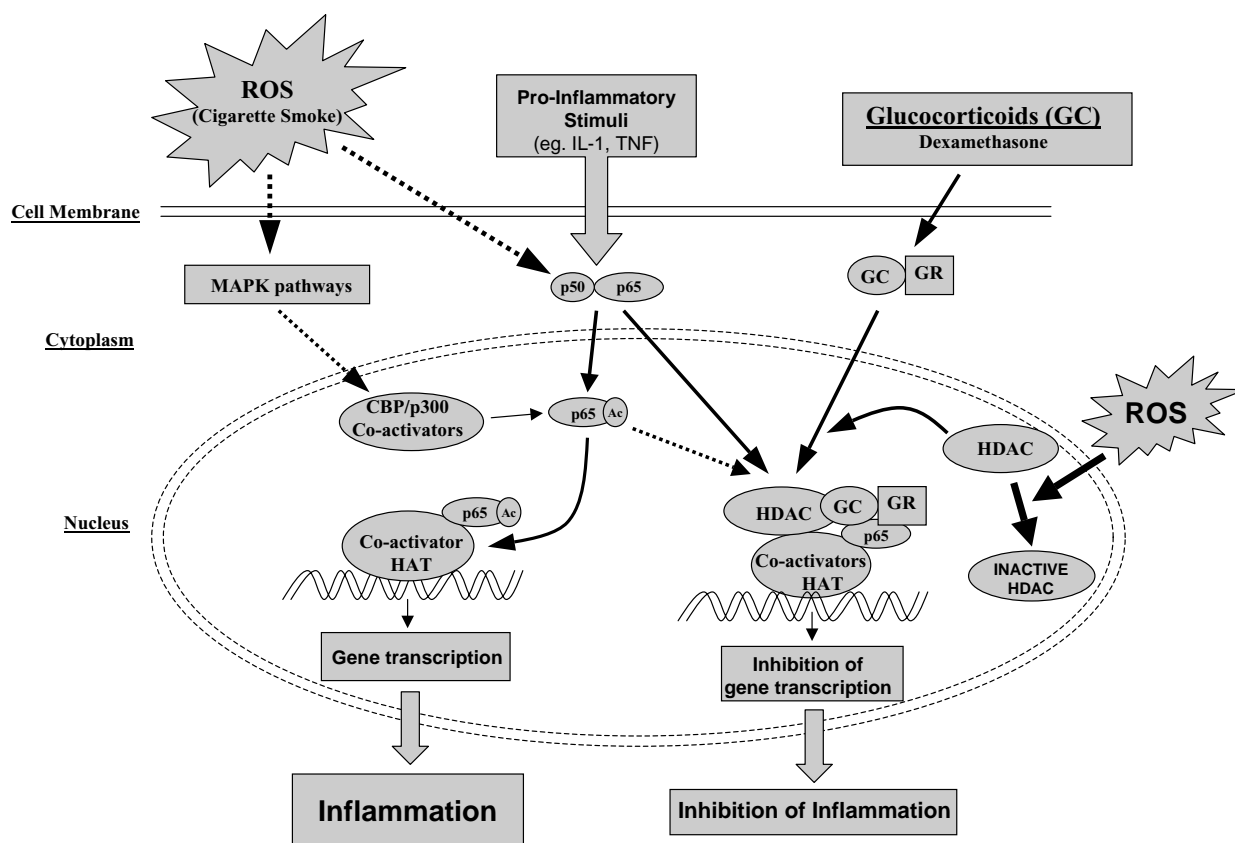 ROS
(Cigarette Smoke)
Pro-Inflammatory
Stimuli
(eg. IL-1, TNF)
Glucocorticoids (GC)
Dexamethasone
Cell Membrane
MAPK pathways
p50
p65
GC
GR
Cytoplasm
CBP/p300
Co-activators
p65
Ac
HDAC
ROS
Nucleus
p65
Ac
Co-activator
HAT
HDAC
GC
GR
p65
Co-activators
HAT
INACTIVE
HDAC
Gene transcription
Inhibition of
gene transcription
Inflammation
Inhibition of Inflammation